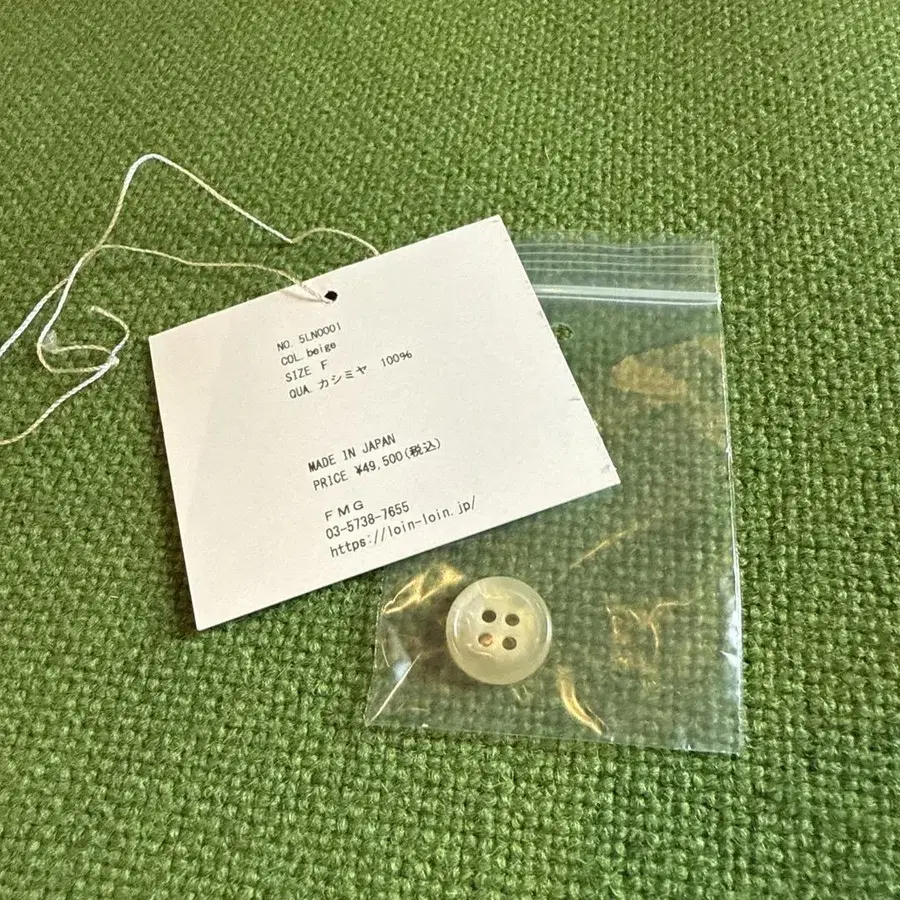 NO. 5LN0001
COL. beige
SIZE F
QUA. カシミヤ 100%
MADE IN JAPAN
PRICE ¥49,500(税込)
FMG
03-5738-7655
https://loin-loin.jp/